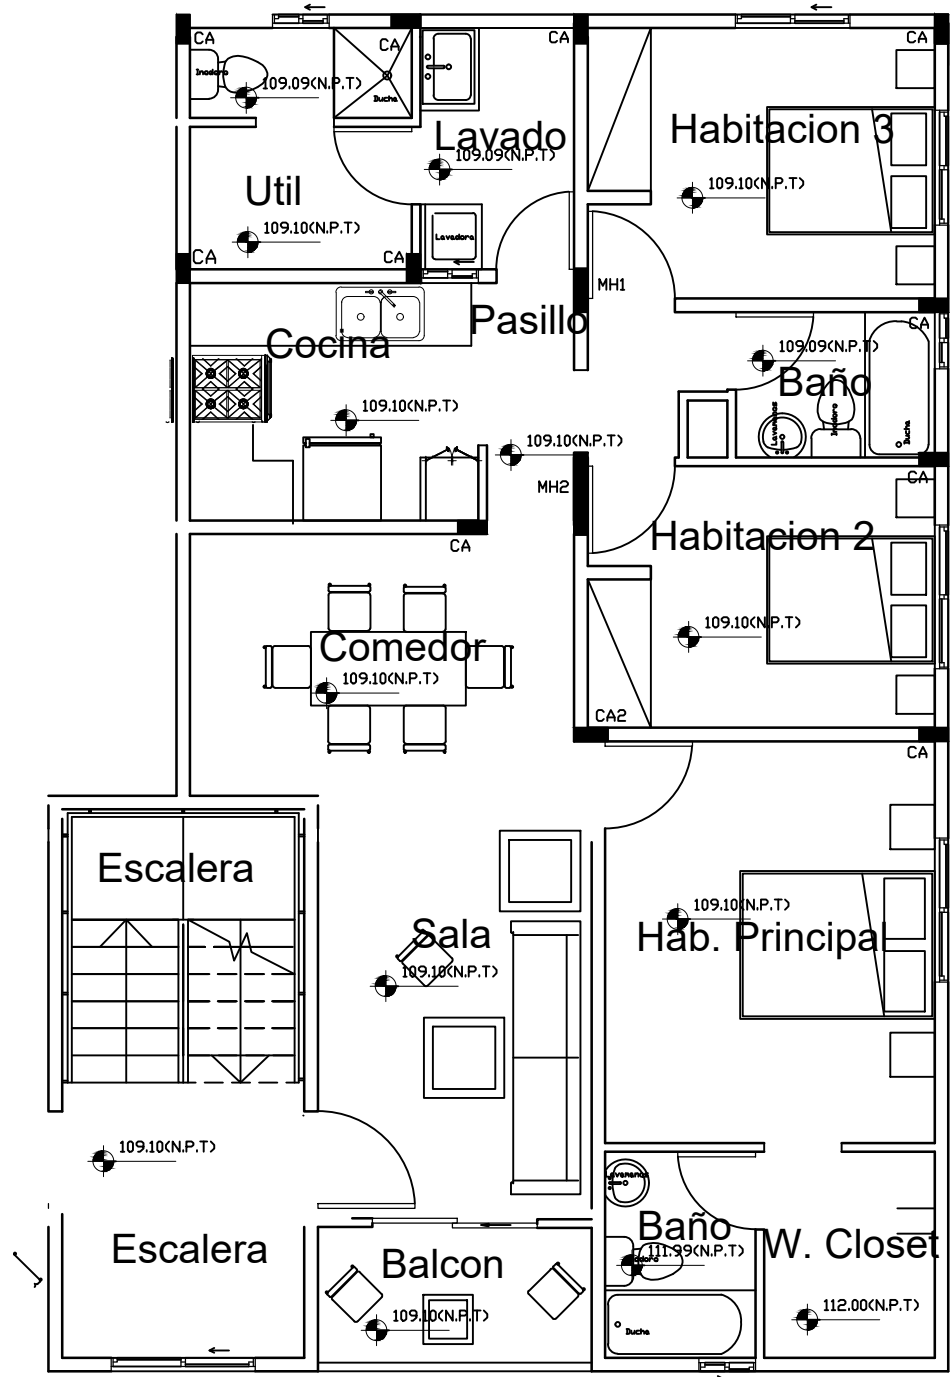 CA
CA
CA
CA
Inodoro
109.09(N.P.T)
Ducha
Lavado
Habitacion 3
109.09(N.P.T)
109.10(N.P.T)
Util
109.10(N.P.T)
Lavadora
CA
CA
MH1
Pasillo
Cocina
CA
109.09(N.P.T)
Baño
109.10(N.P.T)
Lavamanos
Inodoro
Ducha
109.10(N.P.T)
CA
MH2
Habitacion 2
CA
109.10(N.P.T)
Comedor
109.10(N.P.T)
CA2
CA
Escalera
109.10(N.P.T)
Sala
Hab. Principal
109.10(N.P.T)
109.10(N.P.T)
Lavamanos
Baño
Escalera
111.99(N.P.T)
W. Closet
Inodoro
Balcon
109.10(N.P.T)
112.00(N.P.T)
Ducha